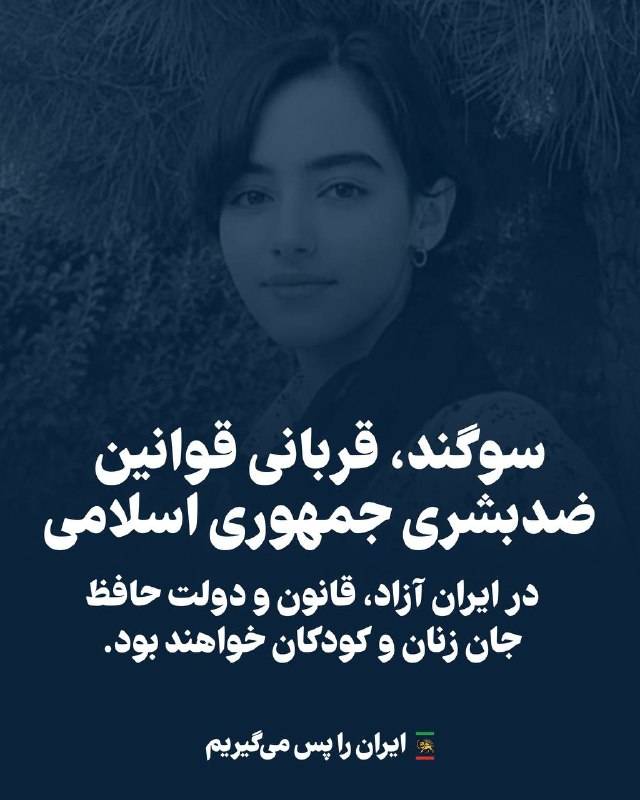 سوگند، قربانی قوانین
ضدبشری جمهوری اسلامی
در ایران آزاد، قانون و دولت حافظ
جان زنان و کودکان خواهند بود.
ایران را پس می‌گیریم